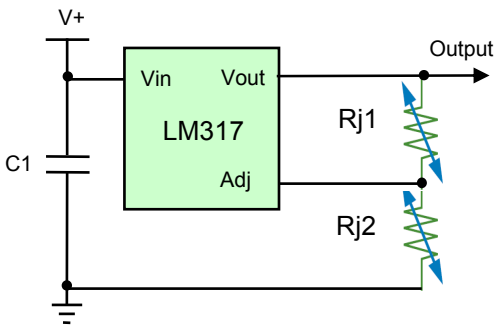 V+
Output
Vin
Vout
Rj1
LM317
C1
Adj
Rj2